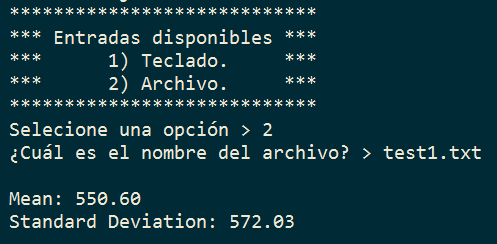 ****************************
*** Entradas disponibles ***
***      1) Teclado.     ***
***      2) Archivo.     ***
****************************
Selecione una opción > 2
¿Cuál es el nombre del archivo? > test1.txt
Mean: 550.60
Standard Deviation: 572.03